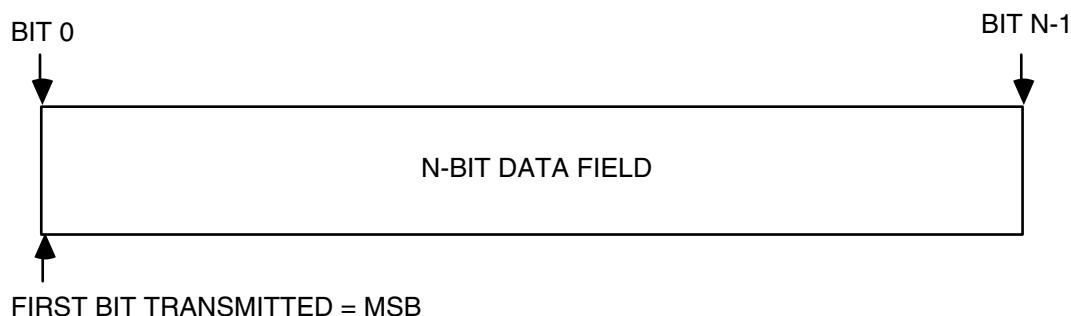 BIT 0
BIT N-1
N-BIT DATA FIELD
FIRST BIT TRANSMITTED = MSB